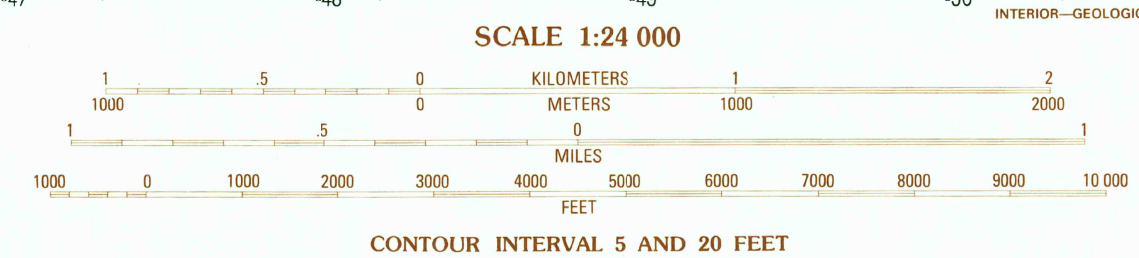 INTERIOR—GEOLOGIC
SCALE 1:24 000
1 .5 0 KILOMETERS 1 2
1000 0 METERS 1000 2000
1 .5 0 1
MILES
1000 0 1000 2000 3000 4000 5000 6000 7000 8000 9000 10 000
FEET
CONTOUR INTERVAL 5 AND 20 FEET